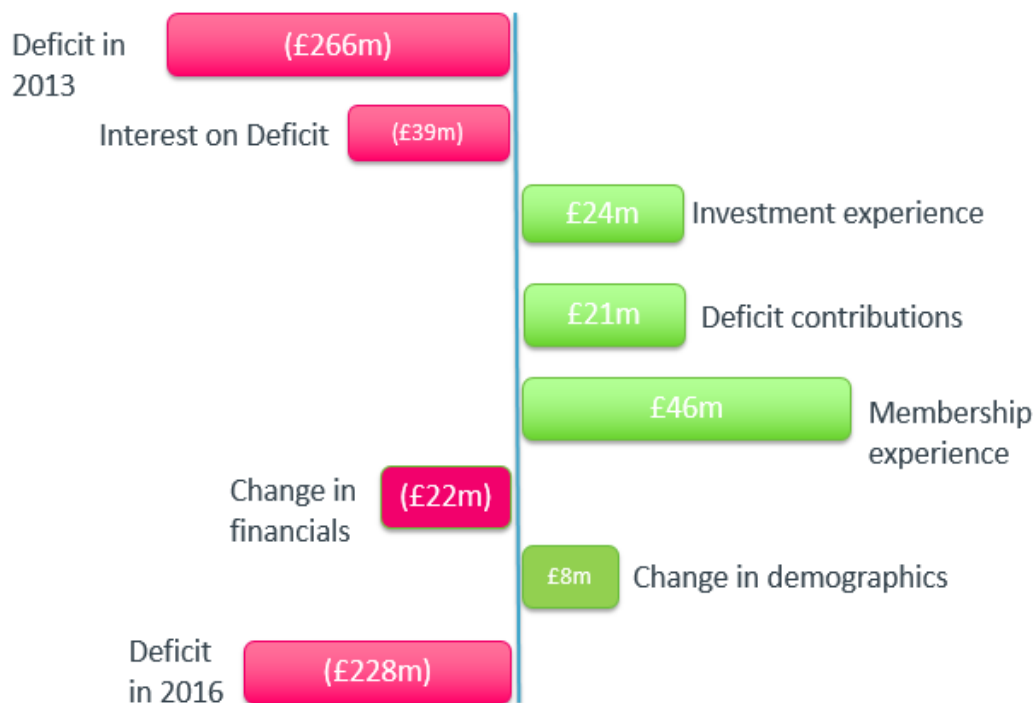 Deficit in
2013
(£266m)
Interest on Deficit
(£39m)
£24m
Investment experience
£21m
Deficit contributions
£46m
Membership
experience
Change in
financials
(£22m)
£8m
Change in demographics
Deficit
in 2016
(£228m)